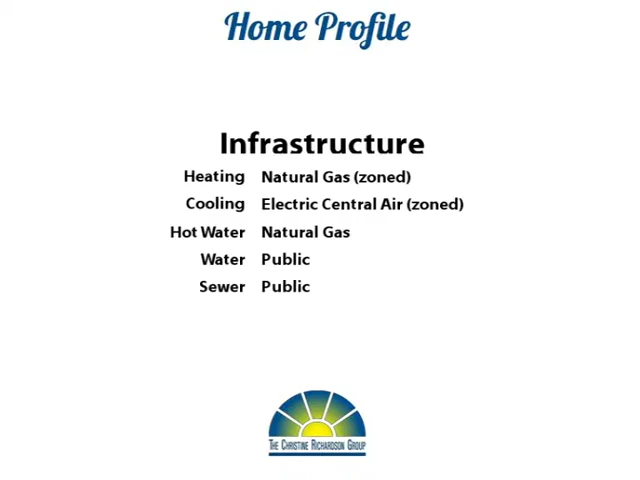 Home Profile
Infrastructure
Heating Natural Gas (zoned)
Cooling Electric Central Air (zoned)
Hot Water Natural Gas
Water Public
Sewer Public
The Christine Richardson Group